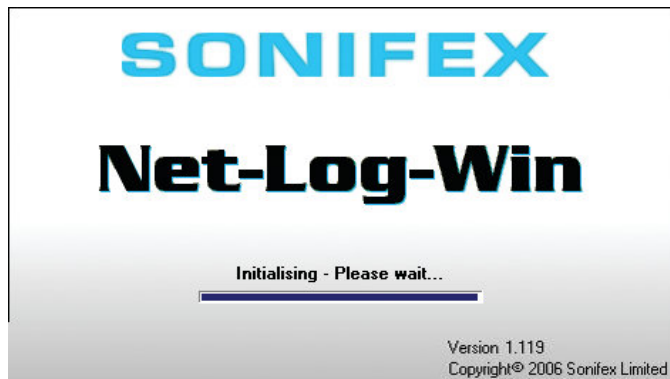 SONIFEX
Net-Log-Win
Initialising - Please wait...
Version 1.119
Copyright© 2006 Sonifex Limited